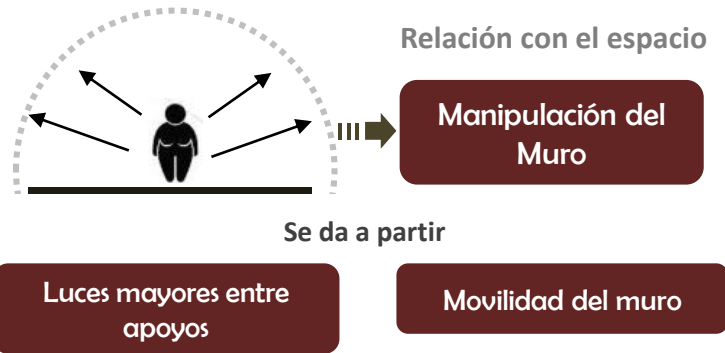 Relación con el espacio
Manipulación del
Muro
Se da a partir
Luces mayores entre
apoyos
Movilidad del muro